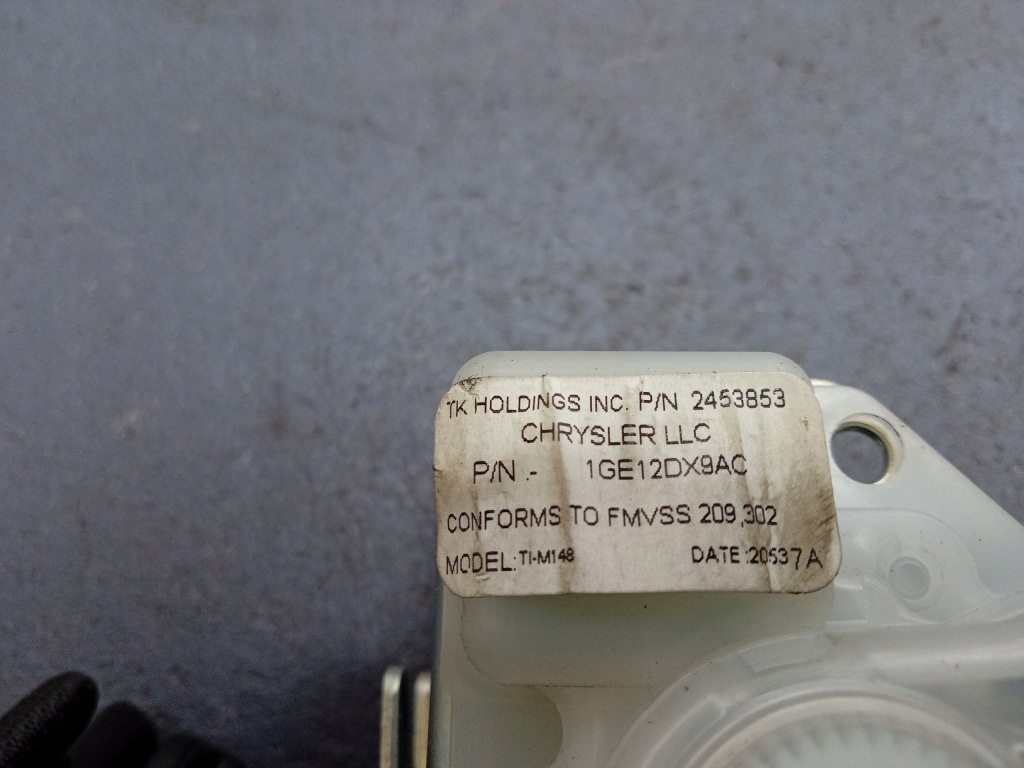 TK HOLDINGS INC. P/N 2453853
CHRYSLER LLC
P/N .- 1GE12DX9AC
CONFORMS TO FMVSS 209,302
MODEL: TI-M148 DATE :20537A